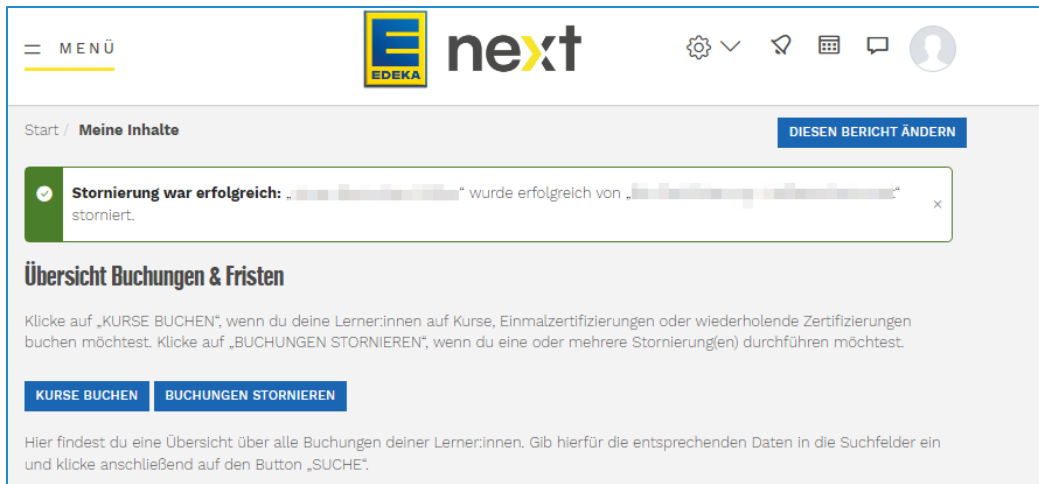 MENÜ
EDEKA
next
Start / Meine Inhalte
DIESEN BERICHT ÄNDERN
Stornierung war erfolgreich: „ “ wurde erfolgreich von „ “
storniert.
Übersicht Buchungen & Fristen
Klicke auf „KURSE BUCHEN“, wenn du deine Lerner:innen auf Kurse, Einmalzertifizierungen oder wiederholende Zertifizierungen
buchen möchtest. Klicke auf „BUCHUNGEN STORNIEREN“, wenn du eine oder mehrere Stornierung(en) durchführen möchtest.
KURSE BUCHEN
BUCHUNGEN STORNIEREN
Hier findest du eine Übersicht über alle Buchungen deiner Lerner:innen. Gib hierfür die entsprechenden Daten in die Suchfelder ein
und klicke anschließend auf den Button „SUCHE“.